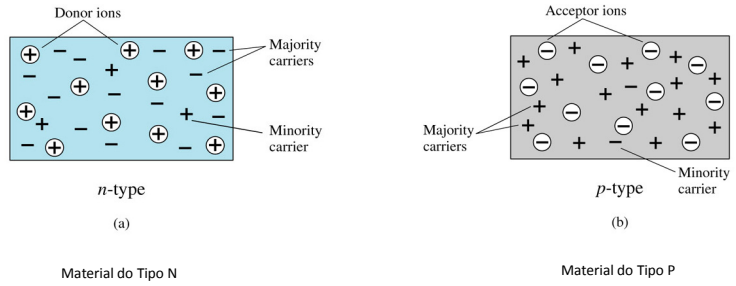 Donor ions
Majority
carriers
Minority
carrier
n-type
(a)
Material do Tipo N
Acceptor ions
Majority
carriers
Minority
carrier
p-type
(b)
Material do Tipo P